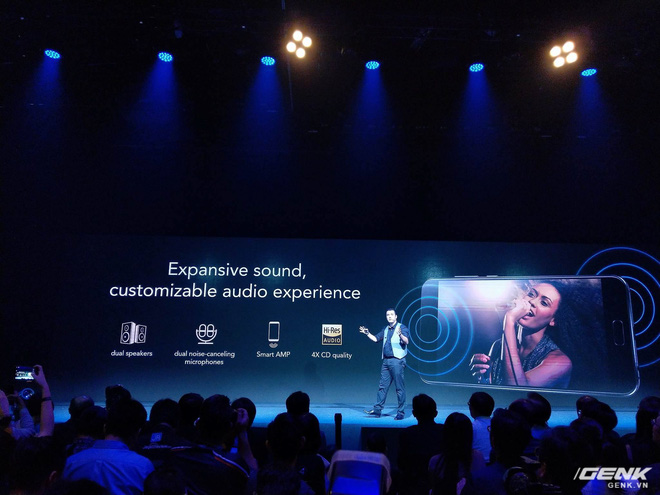 Expansive sound,
customizable audio experience
Hi-Res
AUDIO
dual speakers
dual noise-canceling
microphones
Smart AMP
4X CD quality
GENK
GENK.VN